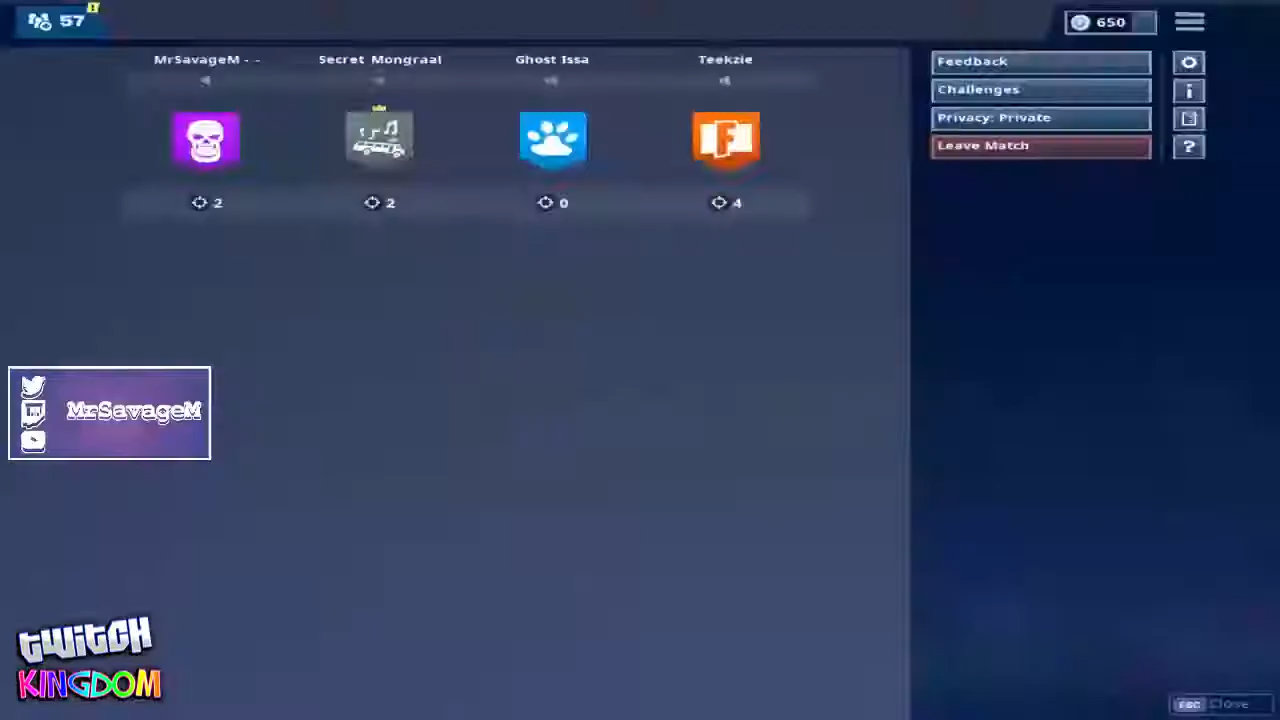 57
!
650
MrSavageM - -
Secret Mongraal
Ghost Issa
Teekzie
F
2
2
0
4
Feedback
Challenges
i
Privacy: Private
Leave Match
?
MrSavageM
TWITCH
KINGDOM
ESC Close